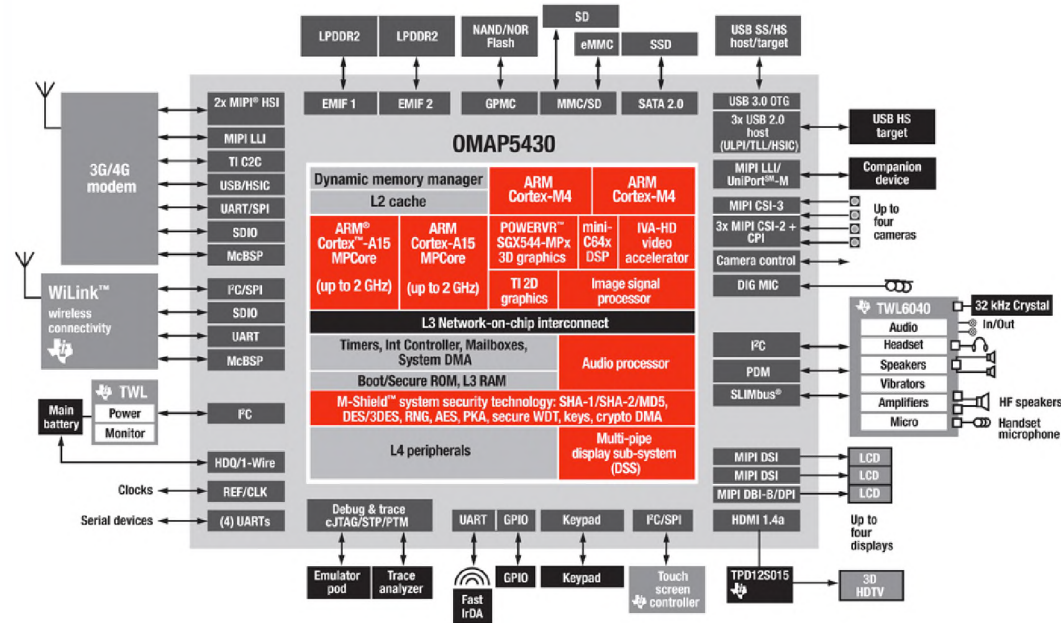 LPDDR2
LPDDR2
NAND/NOR
Flash
SD
eMMC
SSD
USB SS/HS
host/target
EMIF 1
EMIF 2
GPMC
MMC/SD
SATA 2.0
USB 3.0 OTG
OMAP5430
3G/4G
modem
2x MIPI® HSI
MIPI LLI
TI C2C
USB/HSIC
UART/SPI
SDIO
McBSP
WiLink™
wireless
connectivity
I²C/SPI
SDIO
UART
McBSP
TWL
Power
Monitor
Main
battery
I²C
HDQ/1-Wire
Clocks
REF/CLK
Serial devices
(4) UARTs
Dynamic memory manager
L2 cache
ARM
Cortex-M4
ARM
Cortex-M4
ARM®
Cortex™-A15
MPCore
(up to 2 GHz)
ARM
Cortex-A15
MPCore
(up to 2 GHz)
POWERVR™
SGX544-MPx
3D graphics
mini-
C64x
DSP
IVA-HD
video
accelerator
TI 2D
graphics
Image signal
processor
L3 Network-on-chip interconnect
Timers, Int Controller, Mailboxes,
System DMA
Boot/Secure ROM, L3 RAM
Audio processor
M-Shield™ system security technology: SHA-1/SHA-2/MD5,
DES/3DES, RNG, AES, PKA, secure WDT, keys, crypto DMA
L4 peripherals
Multi-pipe
display sub-system
(DSS)
3x USB 2.0
host
(ULPI/TLL/HSIC)
USB HS
target
MIPI LLI/
UniPort℠-M
Companion
device
MIPI CSI-3
3x MIPI CSI-2 +
CPI
Up to
four
cameras
Camera control
DIG MIC
TWL6040
32 kHz Crystal
Audio
In/Out
Headset
Speakers
Vibrators
Amplifiers
HF speakers
Micro
Handset
microphone
I²C
PDM
SLIMbus®
MIPI DSI
LCD
MIPI DSI
LCD
MIPI DBI-B/DPI
LCD
HDMI 1.4a
Up to
four
displays
Debug & trace
cJTAG/STP/PTM
UART
GPIO
Keypad
I²C/SPI
Emulator
pod
Trace
analyzer
Fast
IrDA
GPIO
Keypad
Touch
screen
controller
TPD12S015
3D
HDTV